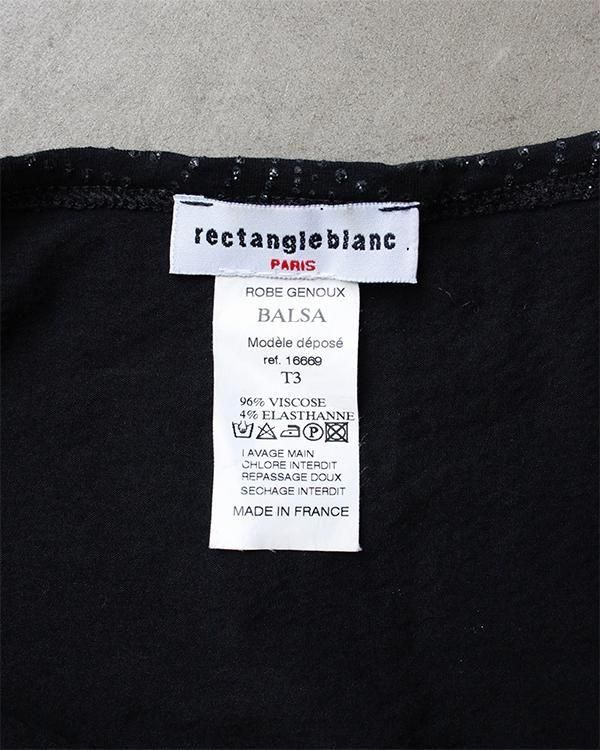 rectangleblanc
PARIS
ROBE GENOUX
BALSA
Modèle déposé
ref. 16669
T3
96% VISCOSE
4% ELASTHANNE
P
LAVAGE MAIN
CHLORE INTERDIT
REPASSAGE DOUX
SECHAGE INTERDIT
MADE IN FRANCE